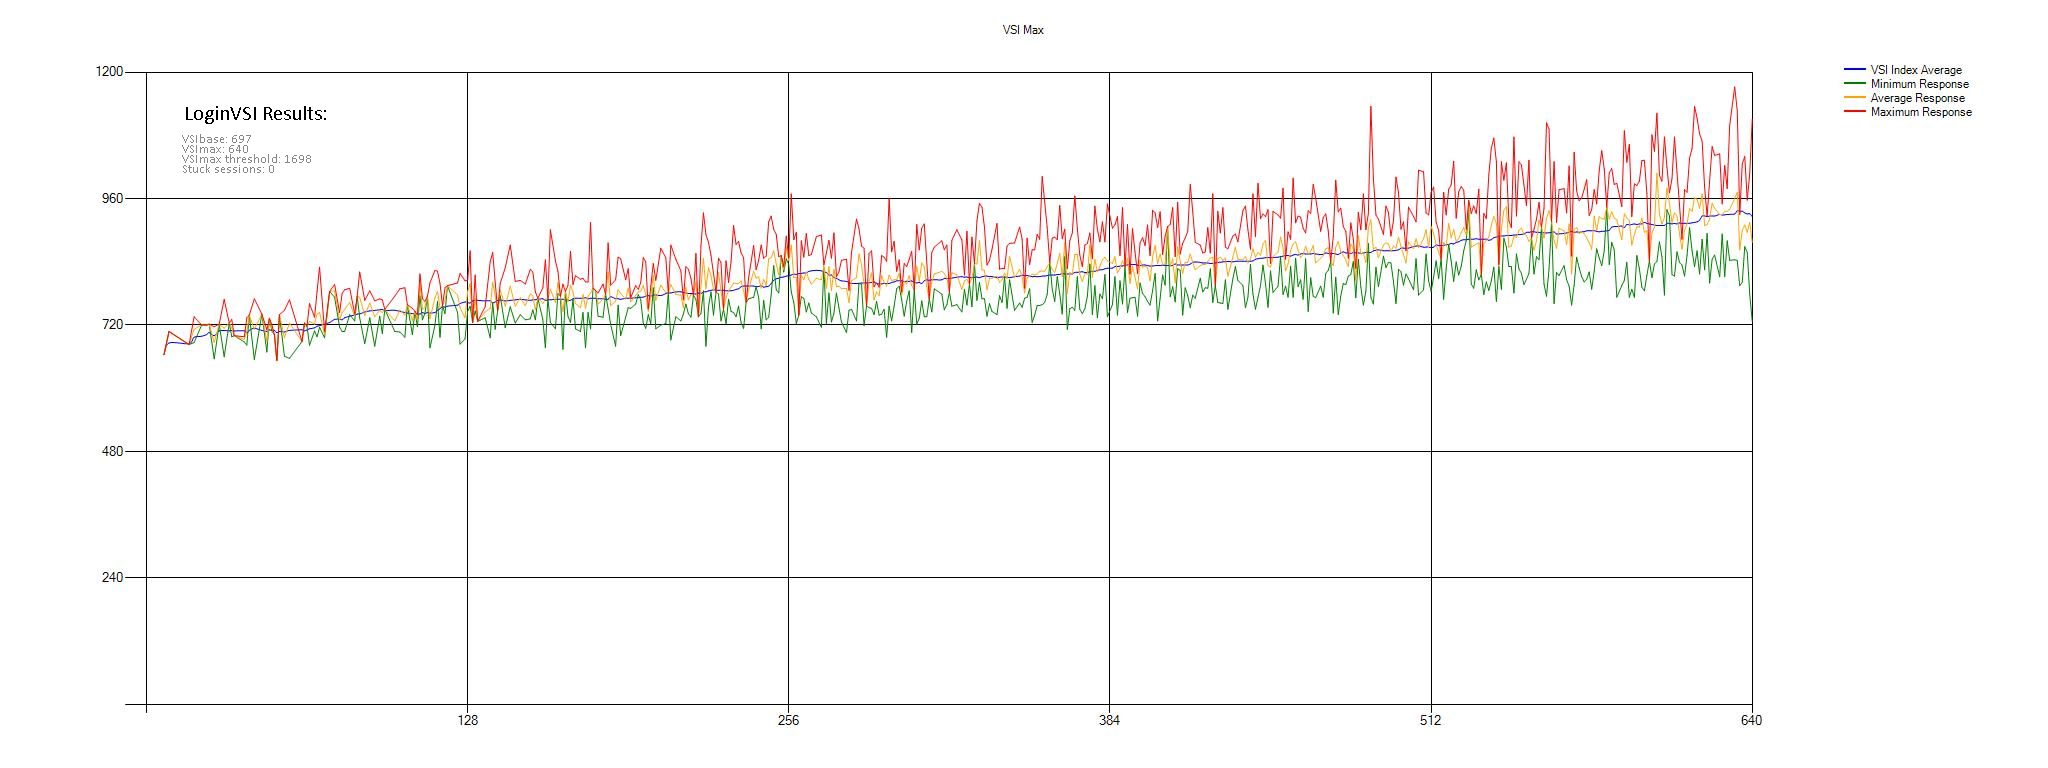 VSI Max
1200
960
720
480
240
128
256
384
512
640
LoginVSI Results:
VSIbase: 697
VSImax: 640
VSImax threshold: 1698
Stuck sessions: 0
VSI Index Average
Minimum Response
Average Response
Maximum Response